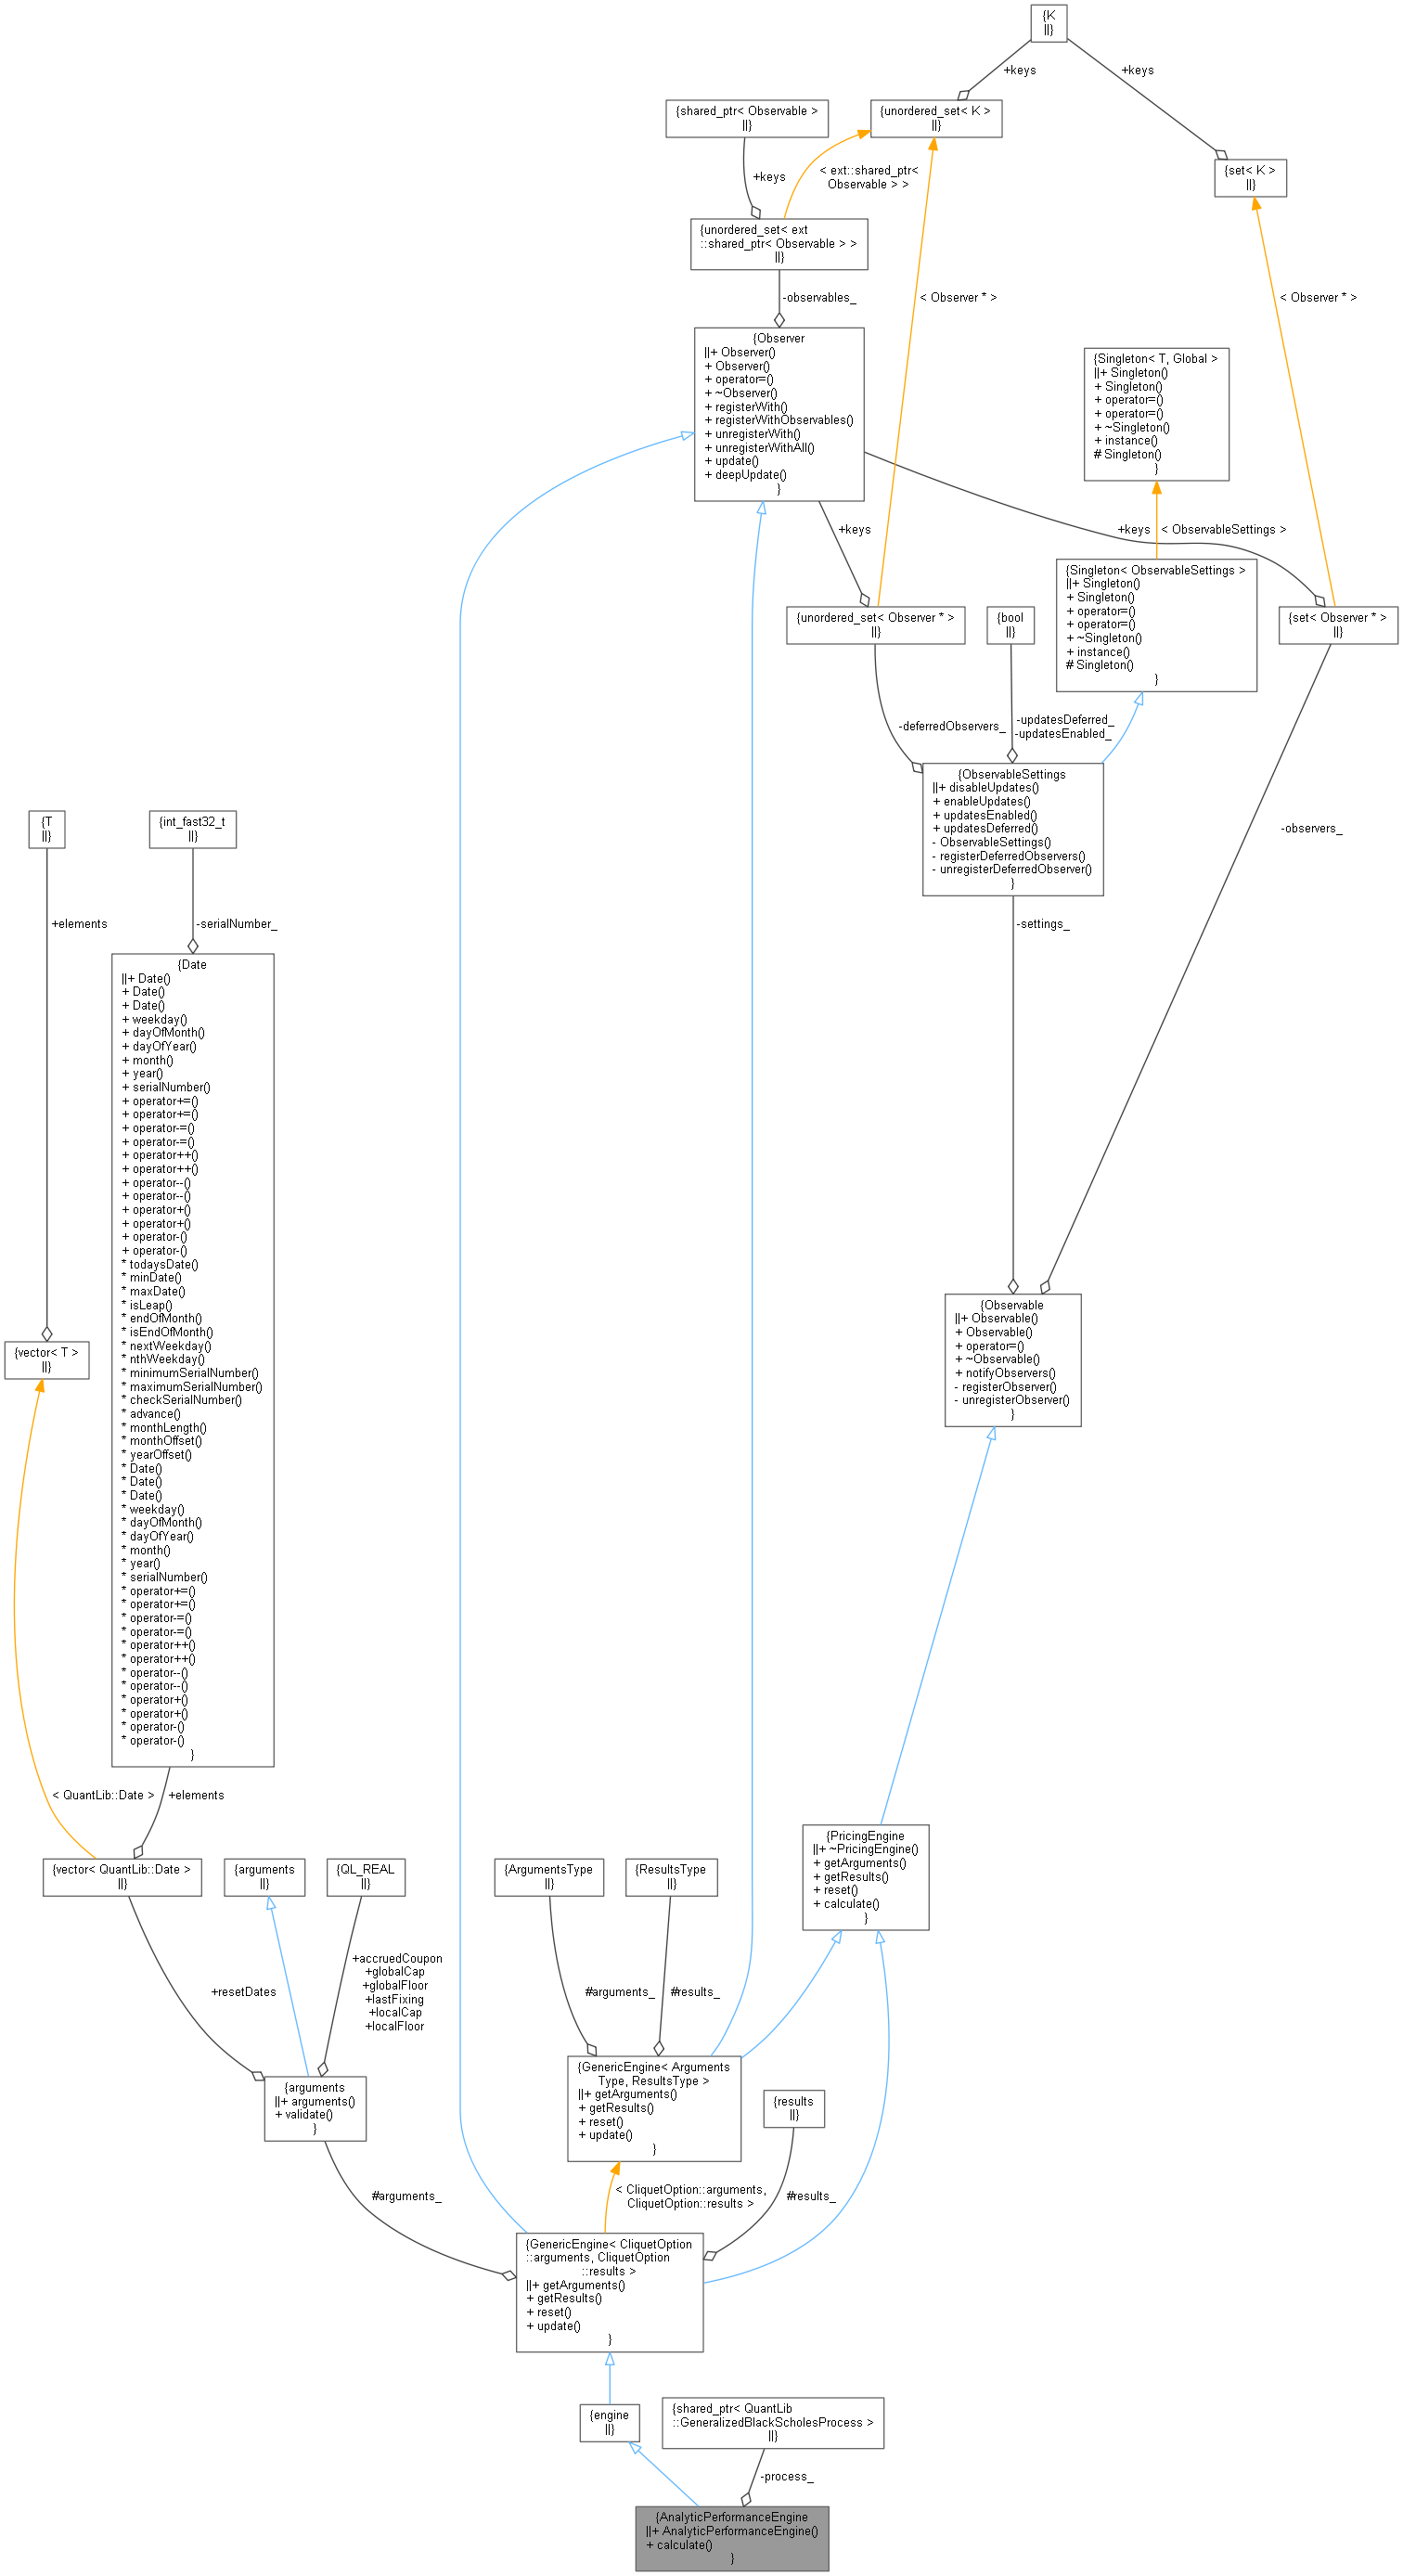 {K
||}
+keys
+keys
{shared_ptr< Observable >
||}
{unordered_set< K >
||}
+keys
< ext::shared_ptr<
Observable > >
{set< K >
||}
{unordered_set< ext
::shared_ptr< Observable > >
||}
-observables_
< Observer * >
< Observer * >
{Observer
||+ Observer()
+ Observer()
+ operator=()
+ ~Observer()
+ registerWith()
+ registerWithObservables()
+ unregisterWith()
+ unregisterWithAll()
+ update()
+ deepUpdate()
}
{Singleton< T, Global >
||+ Singleton()
+ Singleton()
+ operator=()
+ operator=()
+ ~Singleton()
+ instance()
# Singleton()
}
+keys
+keys
< ObservableSettings >
{Singleton< ObservableSettings >
||+ Singleton()
+ Singleton()
+ operator=()
+ operator=()
+ ~Singleton()
+ instance()
# Singleton()
}
{unordered_set< Observer * >
||}
{bool
||}
{set< Observer * >
||}
-deferredObservers_
-updatesDeferred_
-updatesEnabled_
{ObservableSettings
||+ disableUpdates()
+ enableUpdates()
+ updatesEnabled()
+ updatesDeferred()
- ObservableSettings()
- registerDeferredObservers()
- unregisterDeferredObserver()
}
-observers_
{T
||}
{int_fast32_t
||}
+elements
-serialNumber_
-settings_
{Date
||+ Date()
+ Date()
+ Date()
+ weekday()
+ dayOfMonth()
+ dayOfYear()
+ month()
+ year()
+ serialNumber()
+ operator+=()
+ operator+=()
+ operator-=()
+ operator-=()
+ operator++()
+ operator++()
+ operator--()
+ operator--()
+ operator+()
+ operator+()
+ operator-()
+ operator-()
* todaysDate()
* minDate()
* maxDate()
* isLeap()
* endOfMonth()
* isEndOfMonth()
* nextWeekday()
* nthWeekday()
* minimumSerialNumber()
* maximumSerialNumber()
* checkSerialNumber()
* advance()
* monthLength()
* monthOffset()
* yearOffset()
* Date()
* Date()
* Date()
* weekday()
* dayOfMonth()
* dayOfYear()
* month()
* year()
* serialNumber()
* operator+=()
* operator+=()
* operator-=()
* operator-=()
* operator++()
* operator++()
* operator--()
* operator--()
* operator+()
* operator+()
* operator-()
* operator-()
}
{vector< T >
||}
{Observable
||+ Observable()
+ Observable()
+ operator=()
+ ~Observable()
+ notifyObservers()
- registerObserver()
- unregisterObserver()
}
< QuantLib::Date >
+elements
{vector< QuantLib::Date >
||}
{arguments
||}
{QL_REAL
||}
{ArgumentsType
||}
{ResultsType
||}
{PricingEngine
||+ ~PricingEngine()
+ getArguments()
+ getResults()
+ reset()
+ calculate()
}
+resetDates
+accruedCoupon
+globalCap
+globalFloor
+lastFixing
+localCap
+localFloor
#arguments_
#results_
{arguments
||+ arguments()
+ validate()
}
{GenericEngine< Arguments
Type, ResultsType >
||+ getArguments()
+ getResults()
+ reset()
+ update()
}
{results
||}
#arguments_
< CliquetOption::arguments,
CliquetOption::results >
#results_
{GenericEngine< CliquetOption
::arguments, CliquetOption
::results >
||+ getArguments()
+ getResults()
+ reset()
+ update()
}
{engine
||}
{shared_ptr< QuantLib
::GeneralizedBlackScholesProcess >
||}
-process_
{AnalyticPerformanceEngine
||+ AnalyticPerformanceEngine()
+ calculate()
}